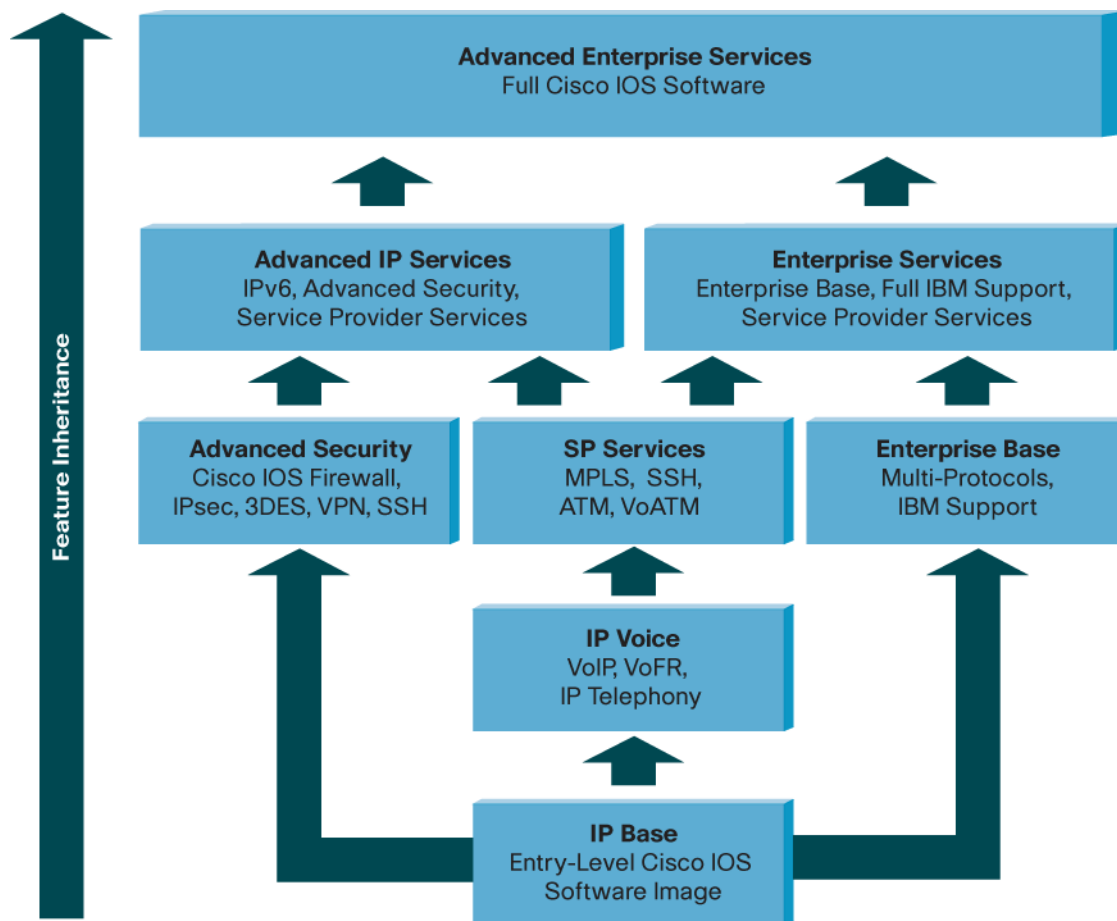 Advanced Enterprise Services
Full Cisco IOS Software
Advanced IP Services
IPv6, Advanced Security,
Service Provider Services
Enterprise Services
Enterprise Base, Full IBM Support,
Service Provider Services
Feature Inheritance
Advanced Security
Cisco IOS Firewall,
IPsec, 3DES, VPN, SSH
SP Services
MPLS, SSH,
ATM, VoATM
Enterprise Base
Multi-Protocols,
IBM Support
IP Voice
VoIP, VoFR,
IP Telephony
IP Base
Entry-Level Cisco IOS
Software Image